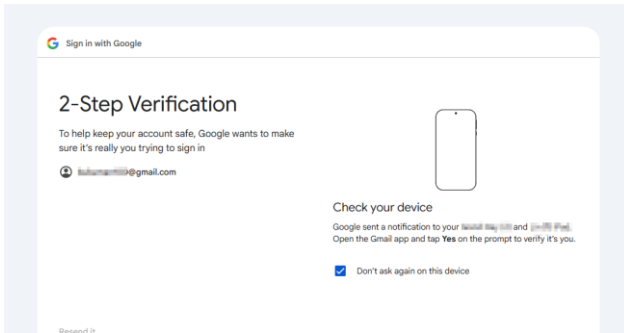 Sign in with Google
2-Step Verification
To help keep your account safe, Google wants to make
sure it's really you trying to sign in
@gmail.com
Check your device
Google sent a notification to your and
Open the Gmail app and tap Yes on the prompt to verify it's you.
Don't ask again on this device
Resend it